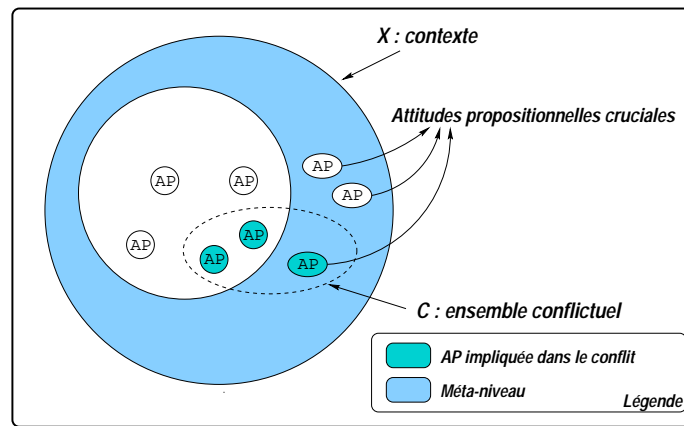 X : contexte
Attitudes propositionnelles cruciales
AP
AP
AP
AP
AP
AP
AP
AP
C : ensemble conflictuel
AP impliquée dans le conflit
Méta-niveau
Légende